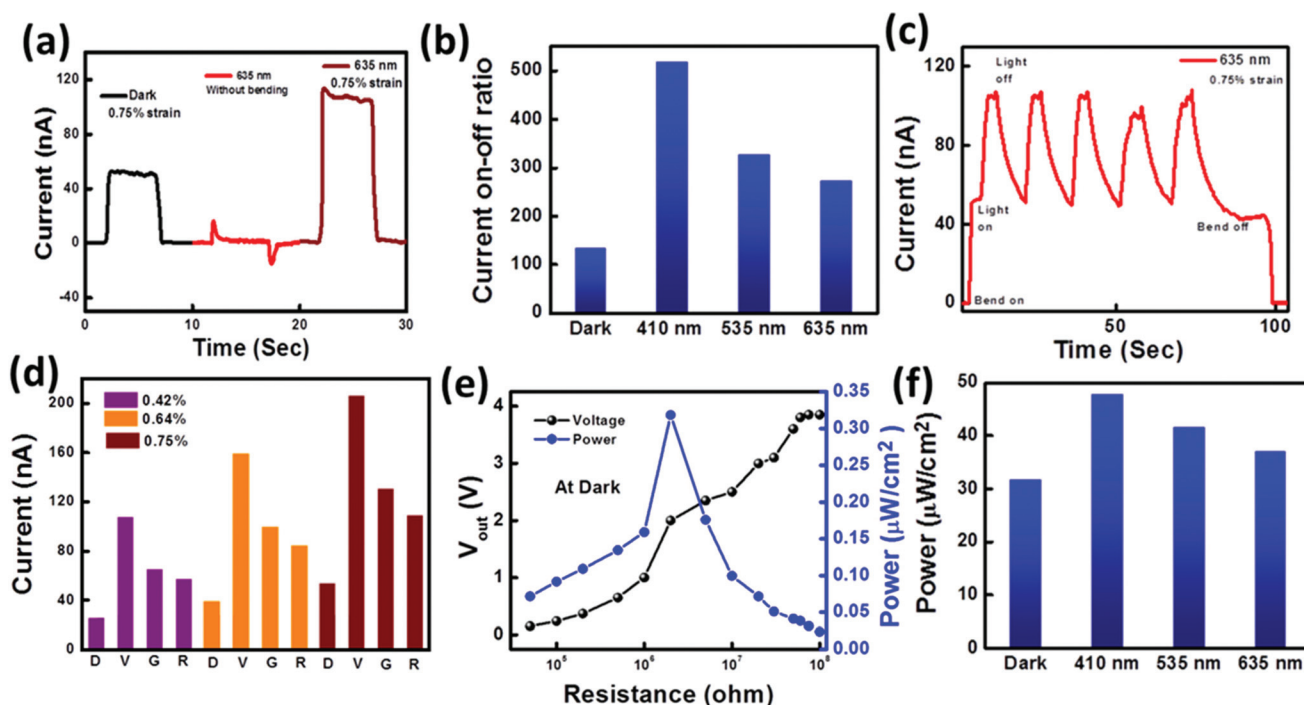 (a)
Current (nA)
120
80
40
0
-40
Dark
0.75% strain
635 nm
Without bending
635 nm
0.75% strain
0
10
20
30
Time (Sec)
(b)
Current on-off ratio
500
400
300
200
100
0
Dark 410 nm 535 nm 635 nm
(c)
Current (nA)
120
80
40
0
Light
off
635 nm
0.75% strain
Light
on
Bend off
Bend on
50
100
Time (Sec)
(d)
Current (nA)
200
160
120
80
40
0
0.42%
0.64%
0.75%
D V G R D V G R D V G R
(e)
Vout (V)
4
3
2
1
0
Voltage
Power
At Dark
0.35
0.30
0.25
0.20
0.15
0.10
0.05
0.00
Power (μW/cm²)
10⁵ 10⁶ 10⁷ 10⁸
Resistance (ohm)
(f)
Power (μW/cm2)
50
40
30
20
10
0
Dark 410 nm 535 nm 635 nm